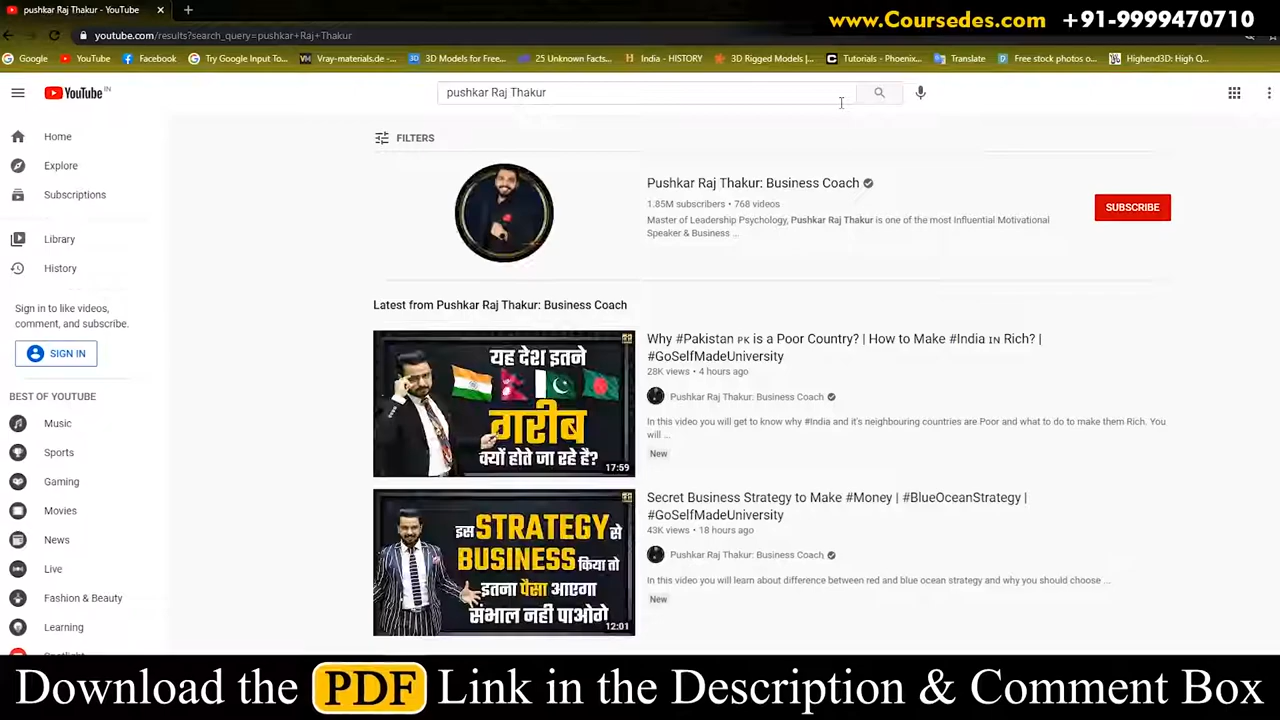 pushkar Raj Thakur - YouTube
www.Coursedes.com +91-9999470710
youtube.com/results?search_query=pushkar+Raj+Thakur
Google YouTube Facebook Try Google Input To... Vray-materials.de -... 3D Models for Free... 25 Unknown Facts... India - HISTORY 3D Rigged Models |... Tutorials - Phoenix... Translate Free stock photos o... Highend3D: High Q...
YouTube IN
pushkar Raj Thakur
FILTERS
Home
Explore
Subscriptions
Library
History
Sign in to like videos,
comment, and subscribe.
SIGN IN
BEST OF YOUTUBE
Music
Sports
Gaming
Movies
News
Live
Fashion & Beauty
Learning
Pushkar Raj Thakur: Business Coach
1.85M subscribers • 768 videos
Master of Leadership Psychology, Pushkar Raj Thakur is one of the most Influential Motivational
Speaker & Business ...
SUBSCRIBE
Latest from Pushkar Raj Thakur: Business Coach
यह देश इतने
गरीब
क्यों होते जा रहे है?
17:59
Why #Pakistan ᴘᴋ is a Poor Country? | How to Make #India ɪɴ Rich? |
#GoSelfMadeUniversity
28K views • 4 hours ago
Pushkar Raj Thakur: Business Coach
In this video you will get to know why #India and it's neighbouring countries are Poor and what to do to make them Rich. You
will ...
New
इस STRATEGY से
BUSINESS किया तो
इतना पैसा आएगा
संभाल नही पाओगे
12:01
Secret Business Strategy to Make #Money | #BlueOceanStrategy |
#GoSelfMadeUniversity
43K views • 18 hours ago
Pushkar Raj Thakur: Business Coach
In this video you will learn about difference between red and blue ocean strategy and why you should choose ...
New
Download the PDF Link in the Description & Comment Box